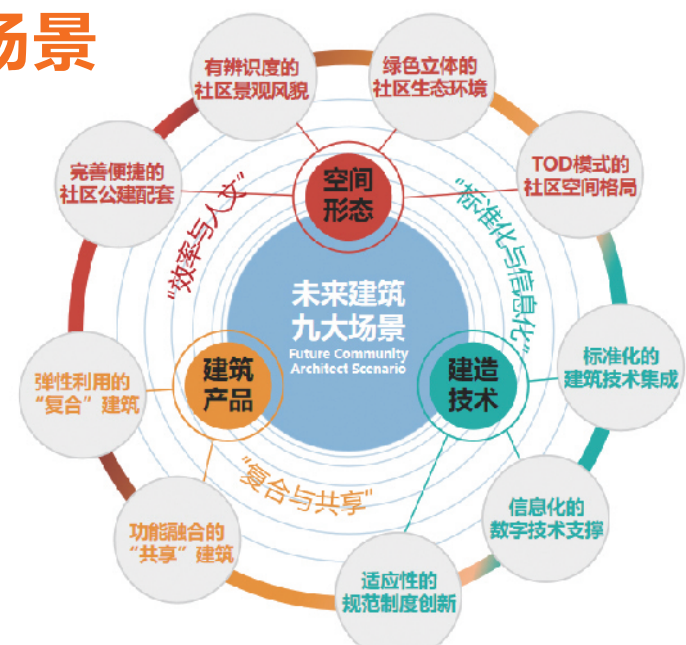 场景
有辨识度的
社区景观风貌
绿色立体的
社区生态环境
完善便捷的
社区公建配套
TOD模式的
社区空间格局
空间
形态
“效率与人文”
“标准化与信息化”
未来建筑
九大场景
Future Community
Architect Scenario
建筑
产品
建造
技术
标准化的
建筑技术集成
弹性利用的
“复合”建筑
“复合与共享”
信息化的
数字技术支撑
功能融合的
“共享”建筑
适应性的
规范制度创新